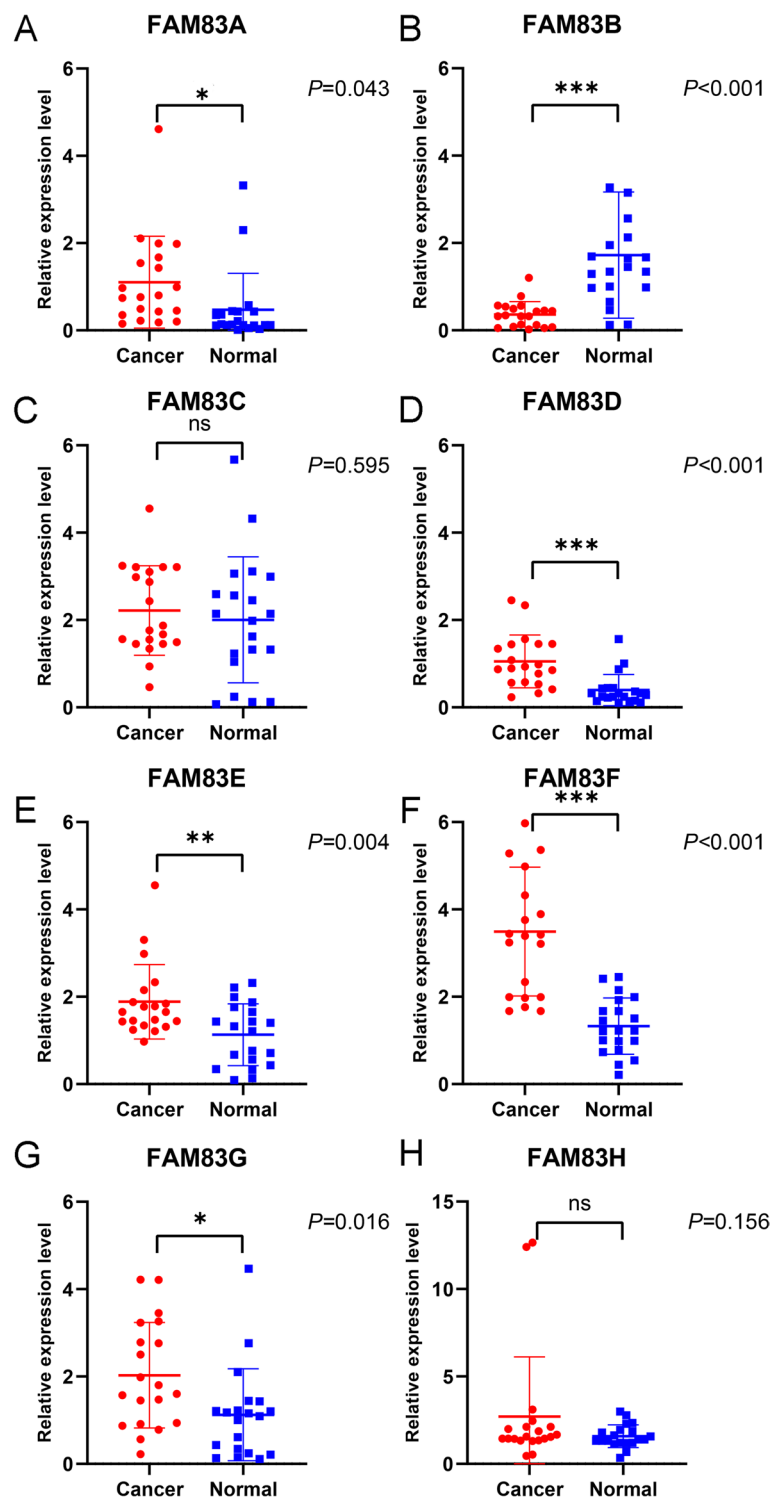 A
FAM83A
P=0.043
*
Relative expression level
6
4
2
0
Cancer
Normal
B
FAM83B
P<0.001
***
Relative expression level
6
4
2
0
Cancer
Normal
C
FAM83C
ns
P=0.595
Relative expression level
6
4
2
0
Cancer
Normal
D
FAM83D
P<0.001
***
Relative expression level
6
4
2
0
Cancer
Normal
E
FAM83E
P=0.004
**
Relative expression level
6
4
2
0
Cancer
Normal
F
FAM83F
***
P<0.001
Relative expression level
6
4
2
0
Cancer
Normal
G
FAM83G
P=0.016
*
Relative expression level
6
4
2
0
Cancer
Normal
H
FAM83H
ns
P=0.156
Relative expression level
15
10
5
0
Cancer
Normal